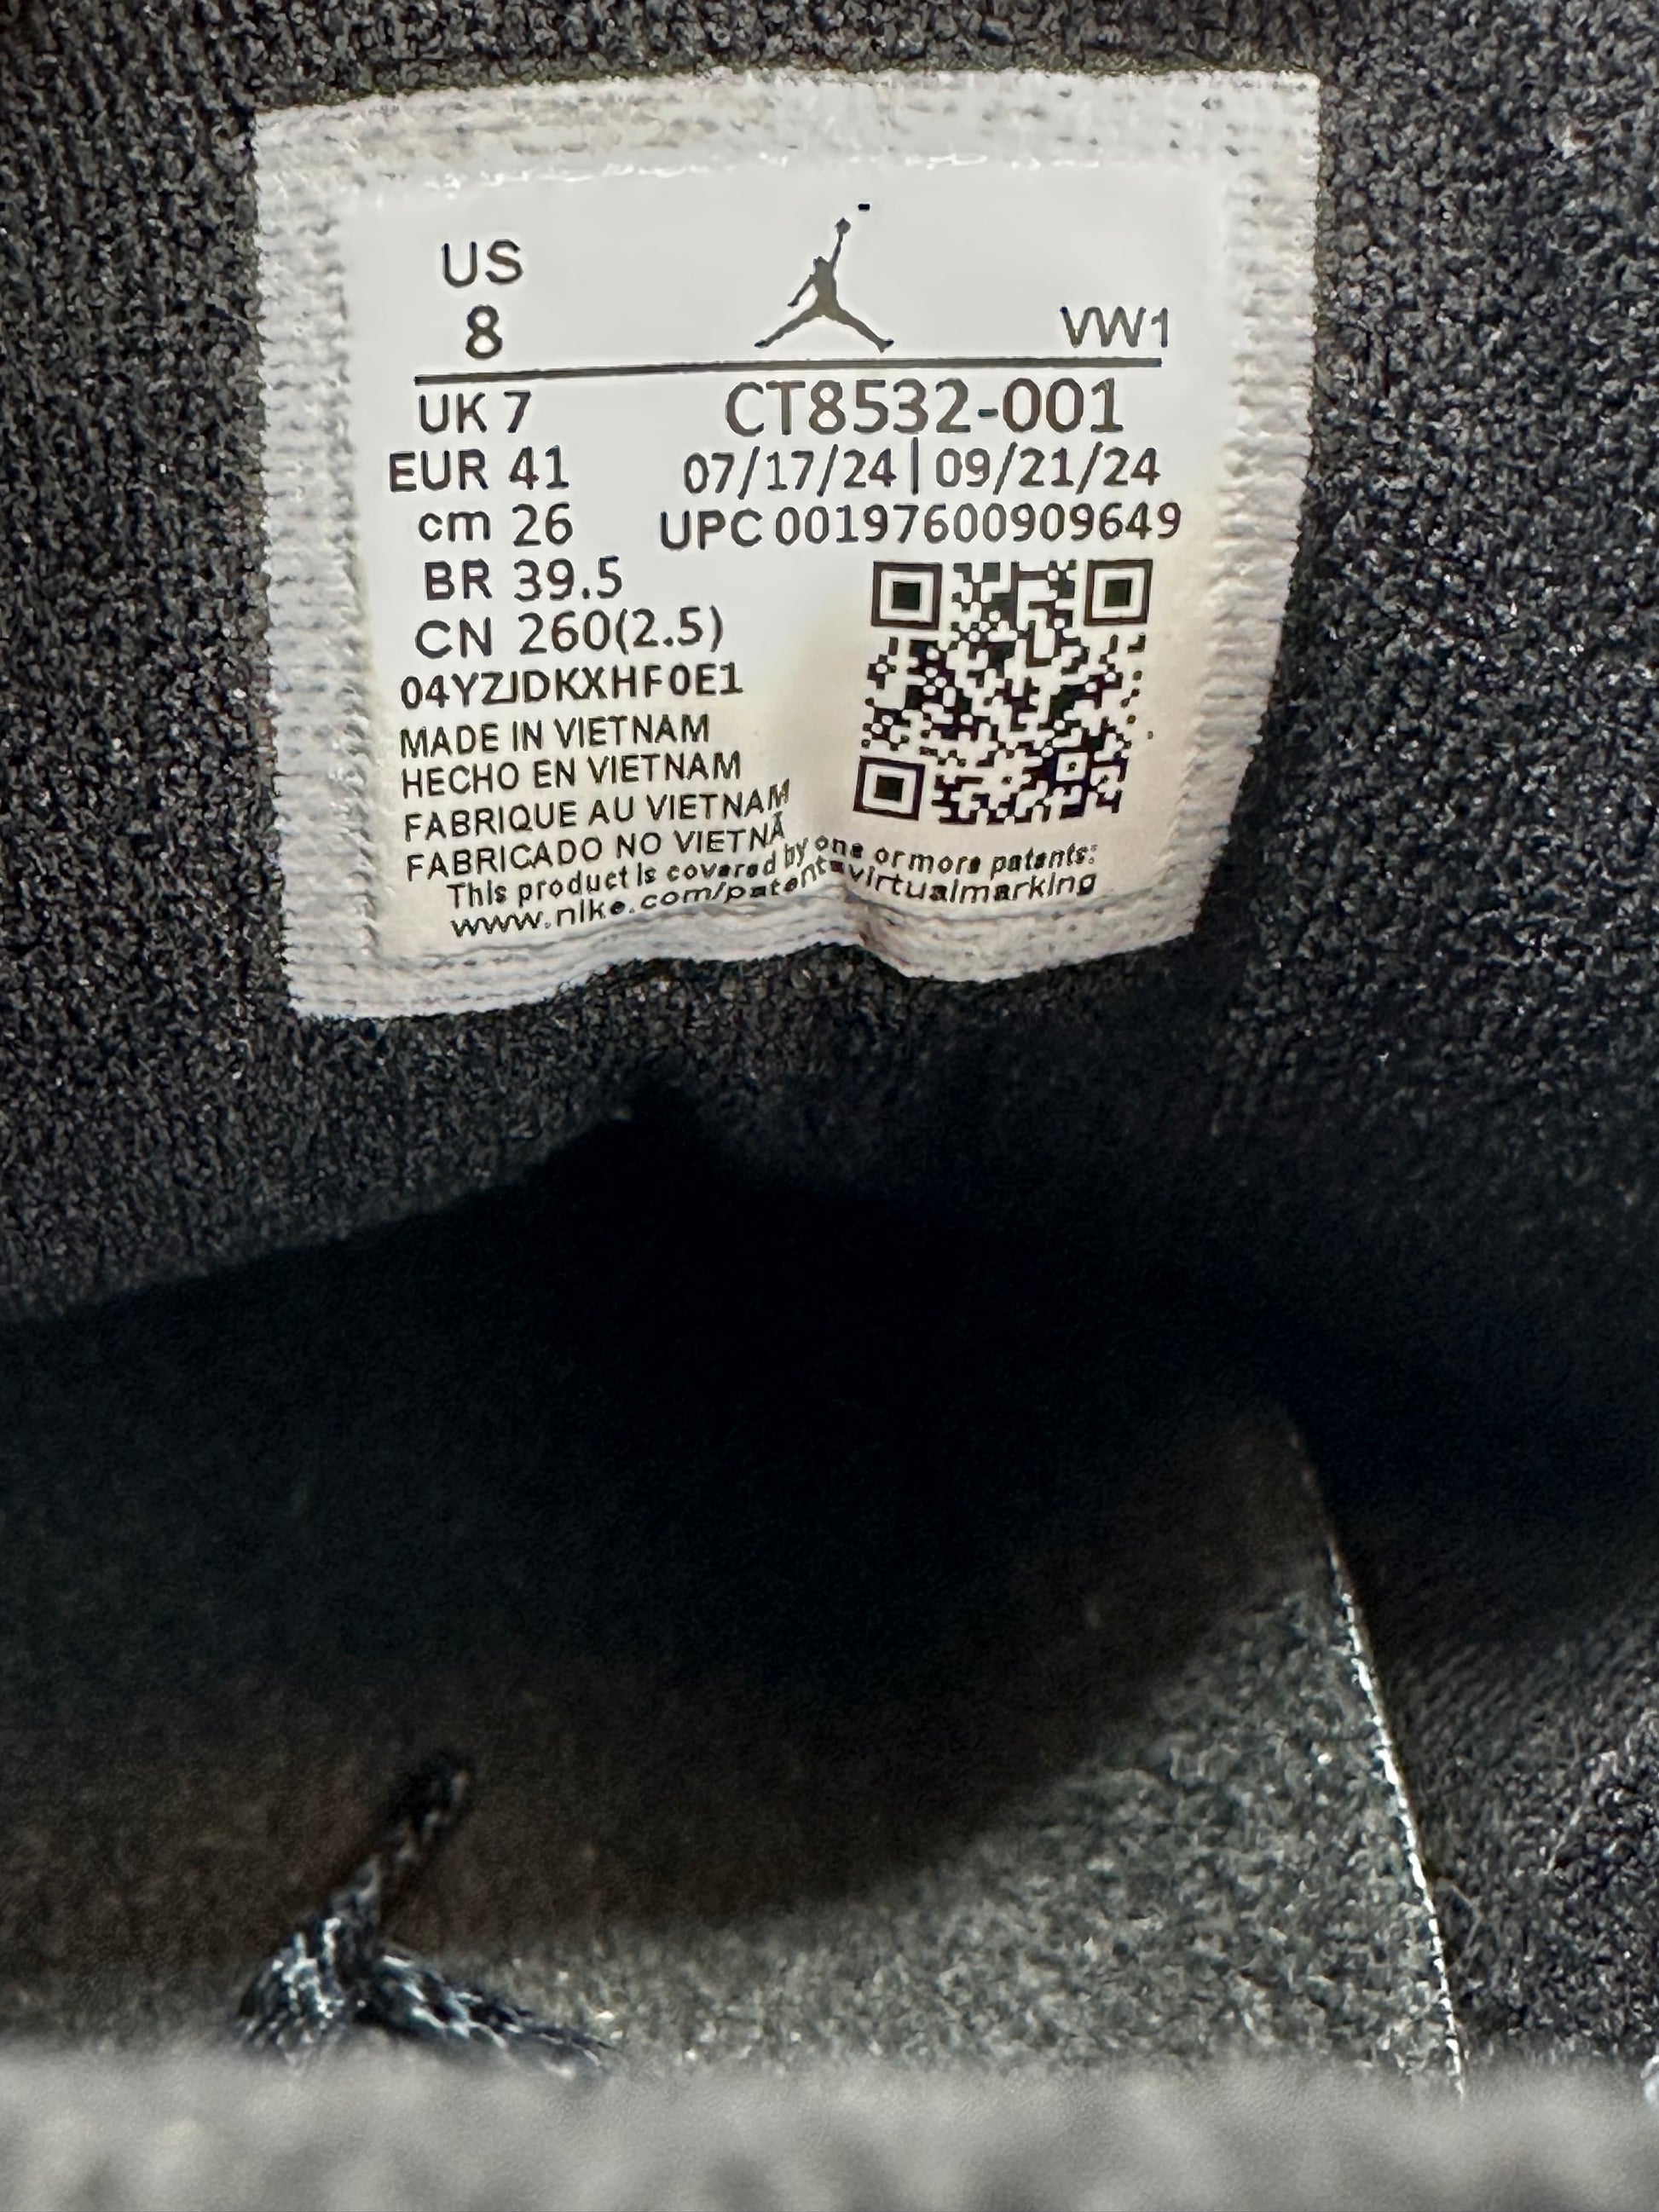 US
8
VW1
UK 7
CT8532-001
EUR 41
07/17/24 | 09/21/24
cm 26
UPC 00197600909649
BR 39.5
CN 260(2.5)
04YZJDKXHF0E1
MADE IN VIETNAM
HECHO EN VIETNAM
FABRIQUE AU VIETNAM
FABRICADO NO VIETNÃ
This product is covered by one or more patents:
www.nike.com/patent-virtualmarking